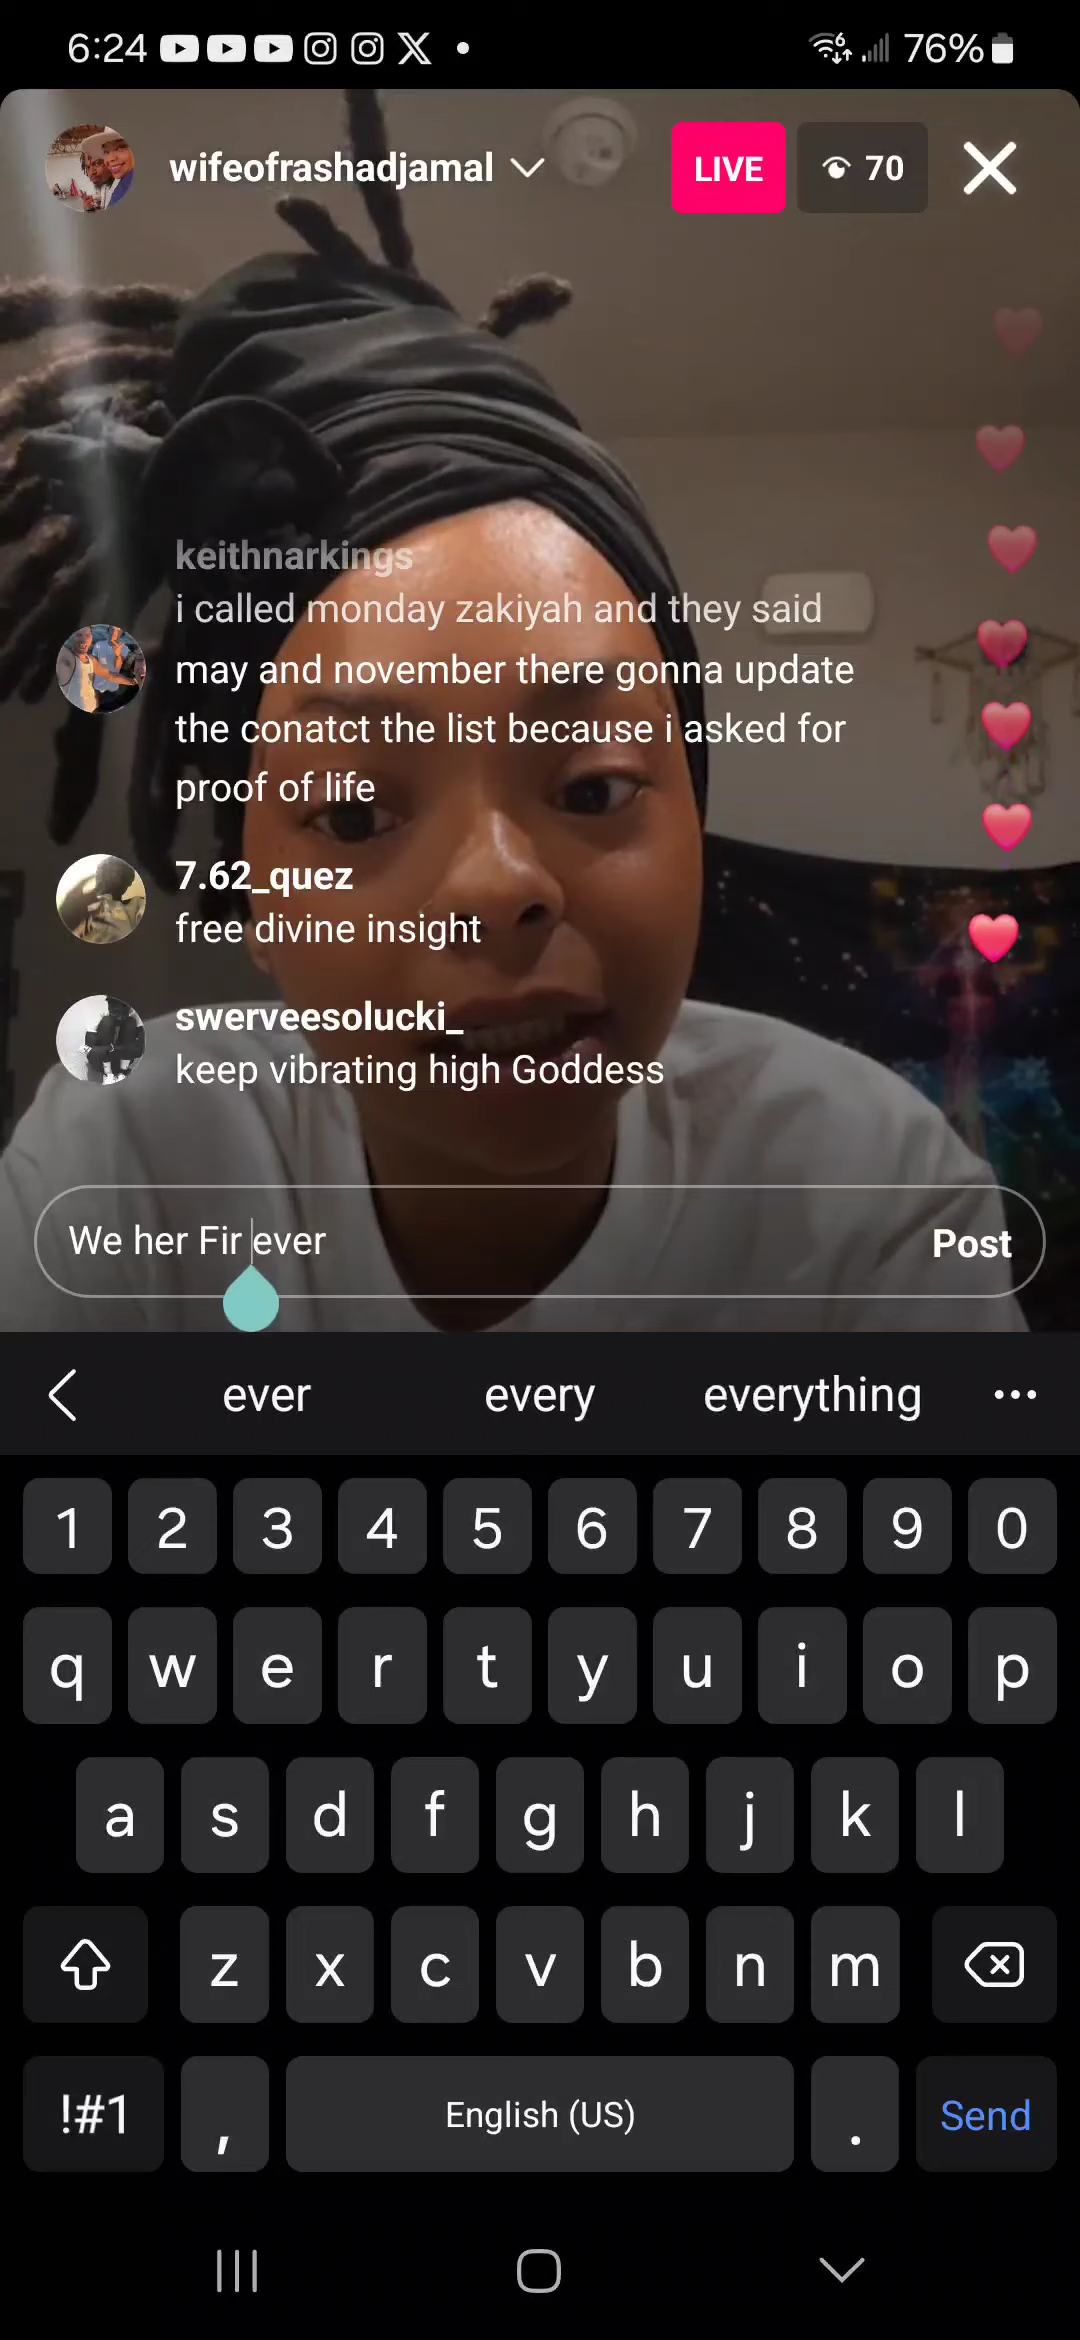 6:24
76%
wifeofrashadjamal
LIVE
70
keithnarkings
i called monday zakiyah and they said
may and november there gonna update
the conatct the list because i asked for
proof of life
7.62_quez
free divine insight
swerveesolucki_
keep vibrating high Goddess
We her Fir ever
Post
ever every everything
1 2 3 4 5 6 7 8 9 0
q w e r t y u i o p
a s d f g h j k l
z x c v b n m
!#1 , English (US) . Send